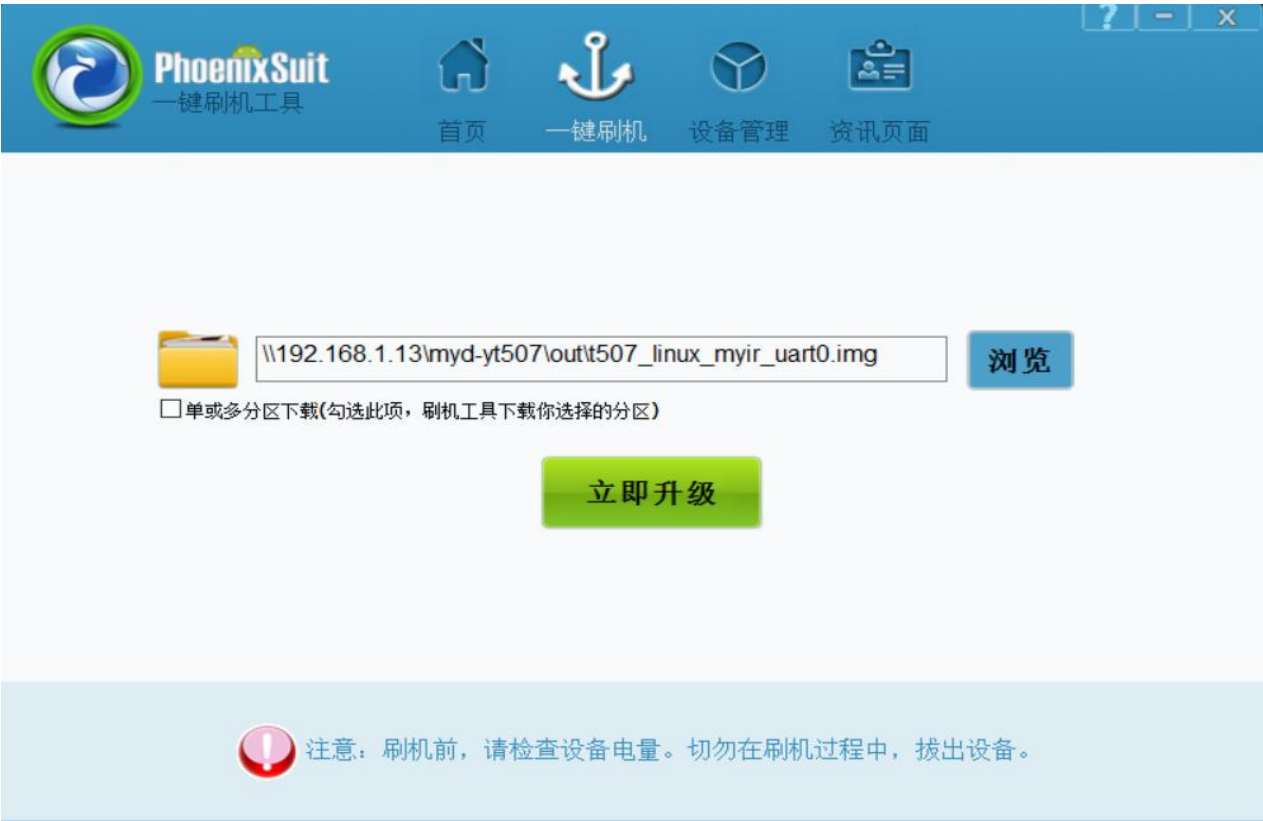 ? — X
PhoenixSuit
一键刷机工具
首页 一键刷机 设备管理 资讯页面
\\192.168.1.13\myd-yt507\out\t507_linux_myir_uart0.img
浏览
单或多分区下载(勾选此项，刷机工具下载你选择的分区)
立即升级
注意：刷机前，请检查设备电量。切勿在刷机过程中，拔出设备。